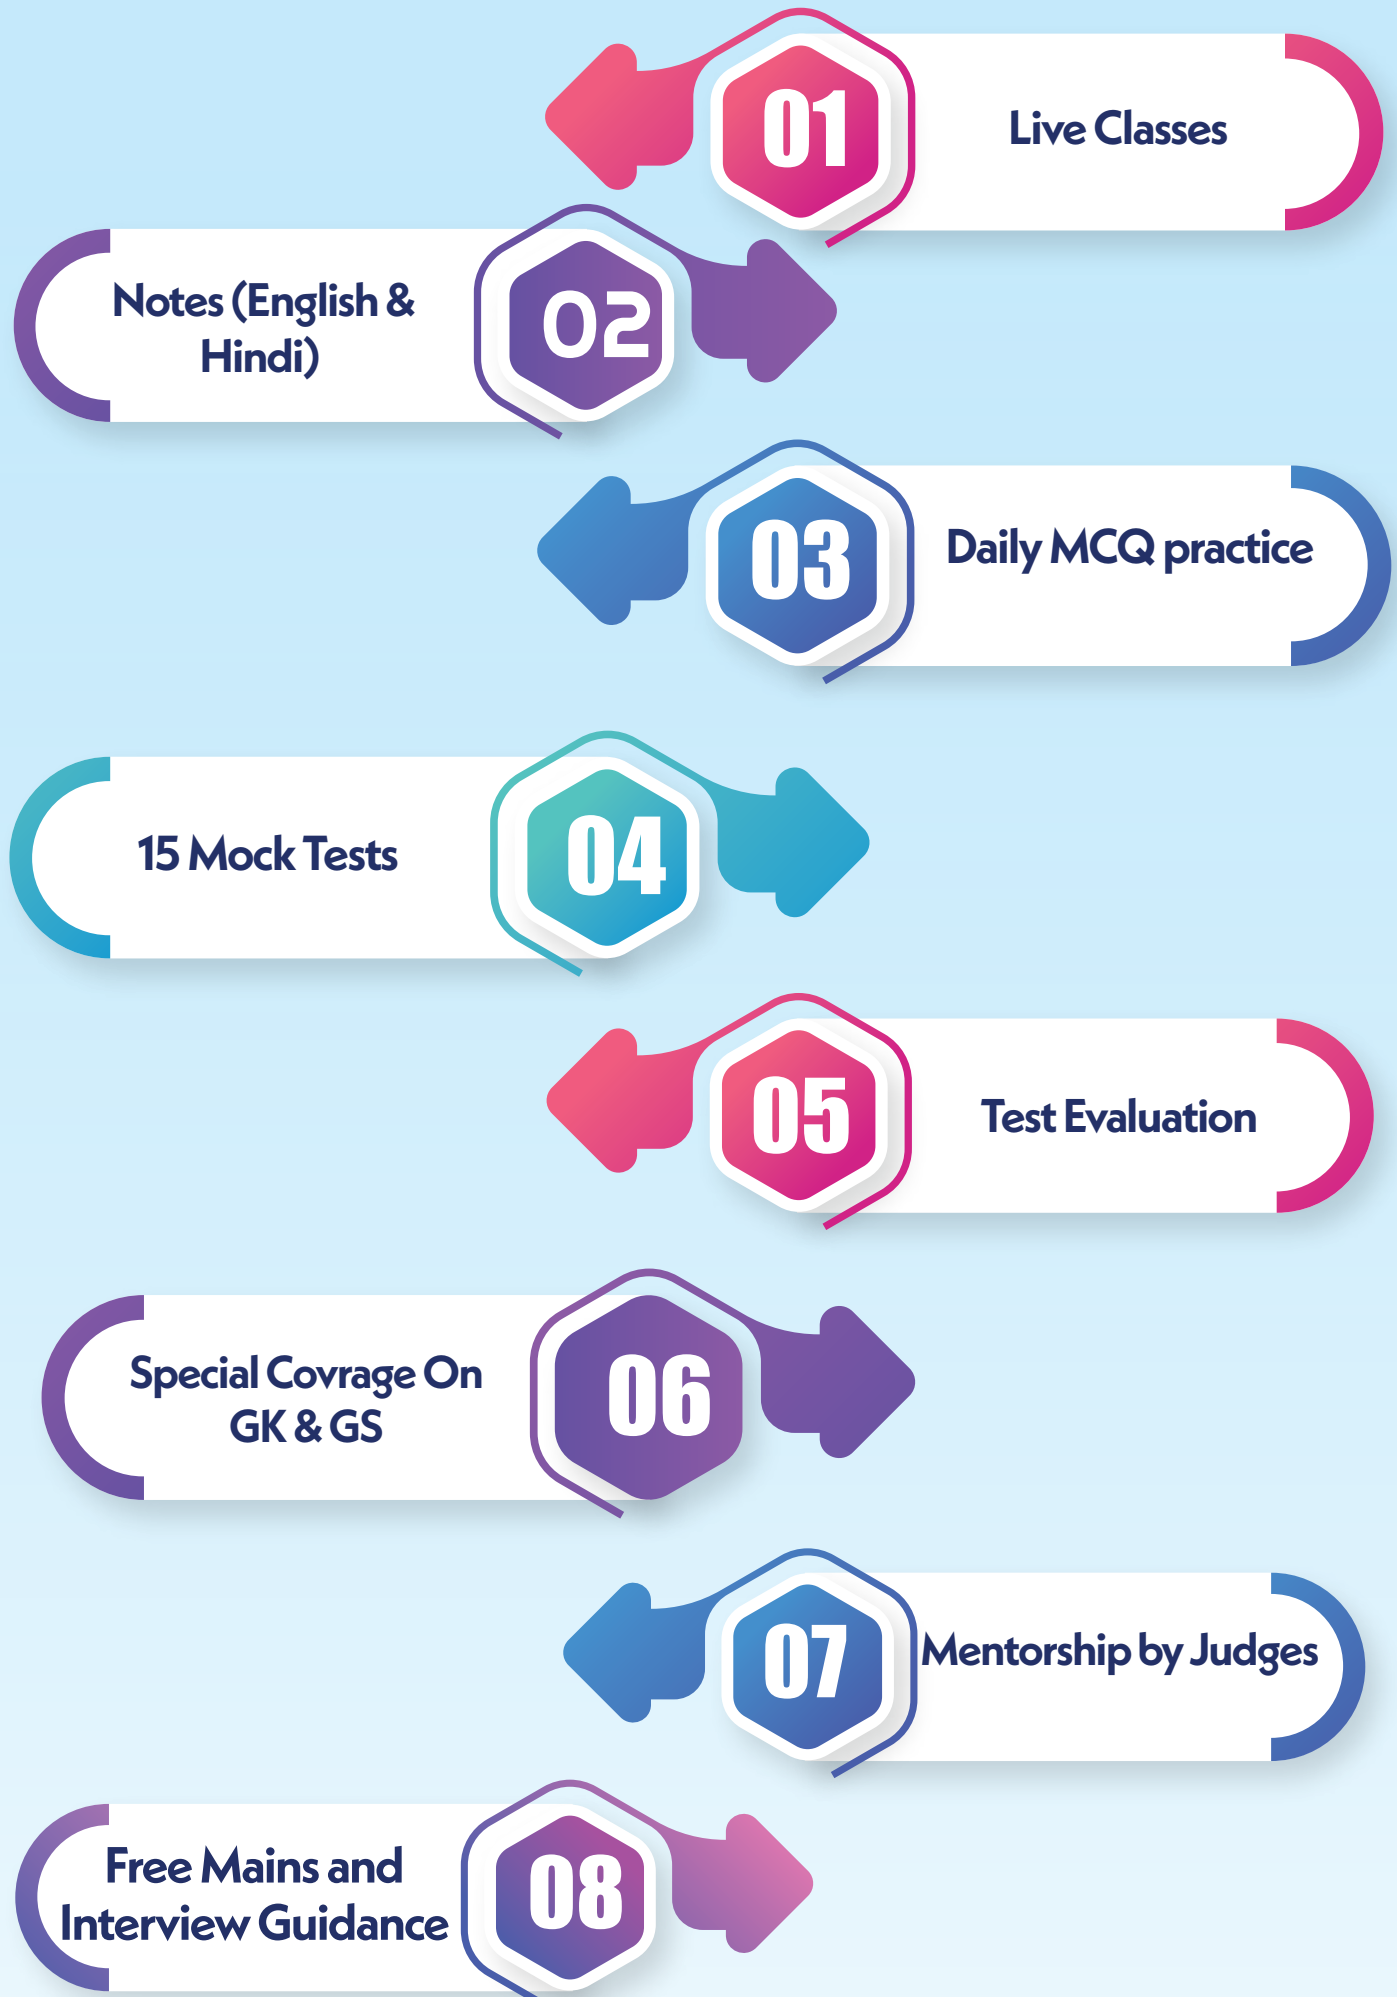 01
Live Classes
Notes (English &
Hindi)
02
03
Daily MCQ practice
15 Mock Tests
04
05
Test Evaluation
Special Covrage On
GK & GS
06
07
Mentorship by Judges
Free Mains and
Interview Guidance
08